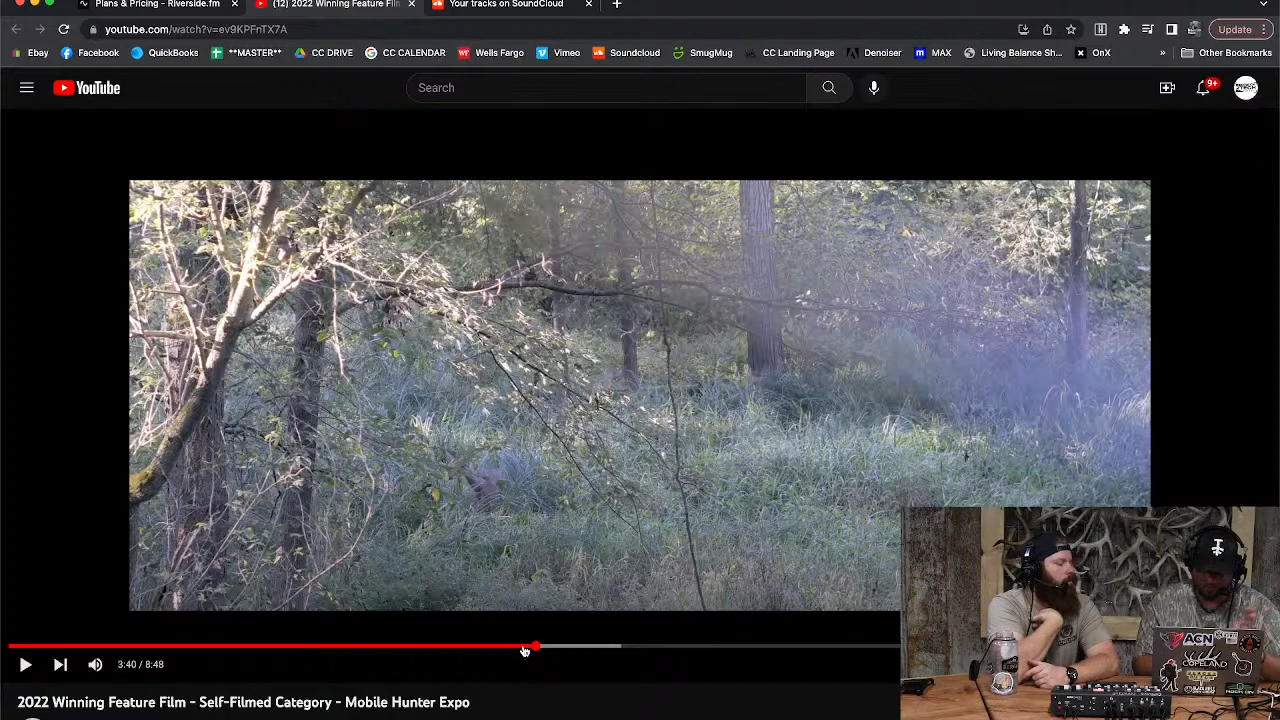 Plans & Pricing - Riverside.fm
(12) 2022 Winning Feature Film
Your tracks on SoundCloud
youtube.com/watch?v=ev9KPFnTX7A
Update
Ebay
Facebook
QuickBooks
**MASTER**
CC DRIVE
CC CALENDAR
Wells Fargo
Vimeo
Soundcloud
SmugMug
CC Landing Page
Denoiser
MAX
Living Balance Sh...
OnX
»
Other Bookmarks
YouTube
Search
9+
3:40 / 8:48
2022 Winning Feature Film - Self-Filmed Category - Mobile Hunter Expo
ACN
COPELAND